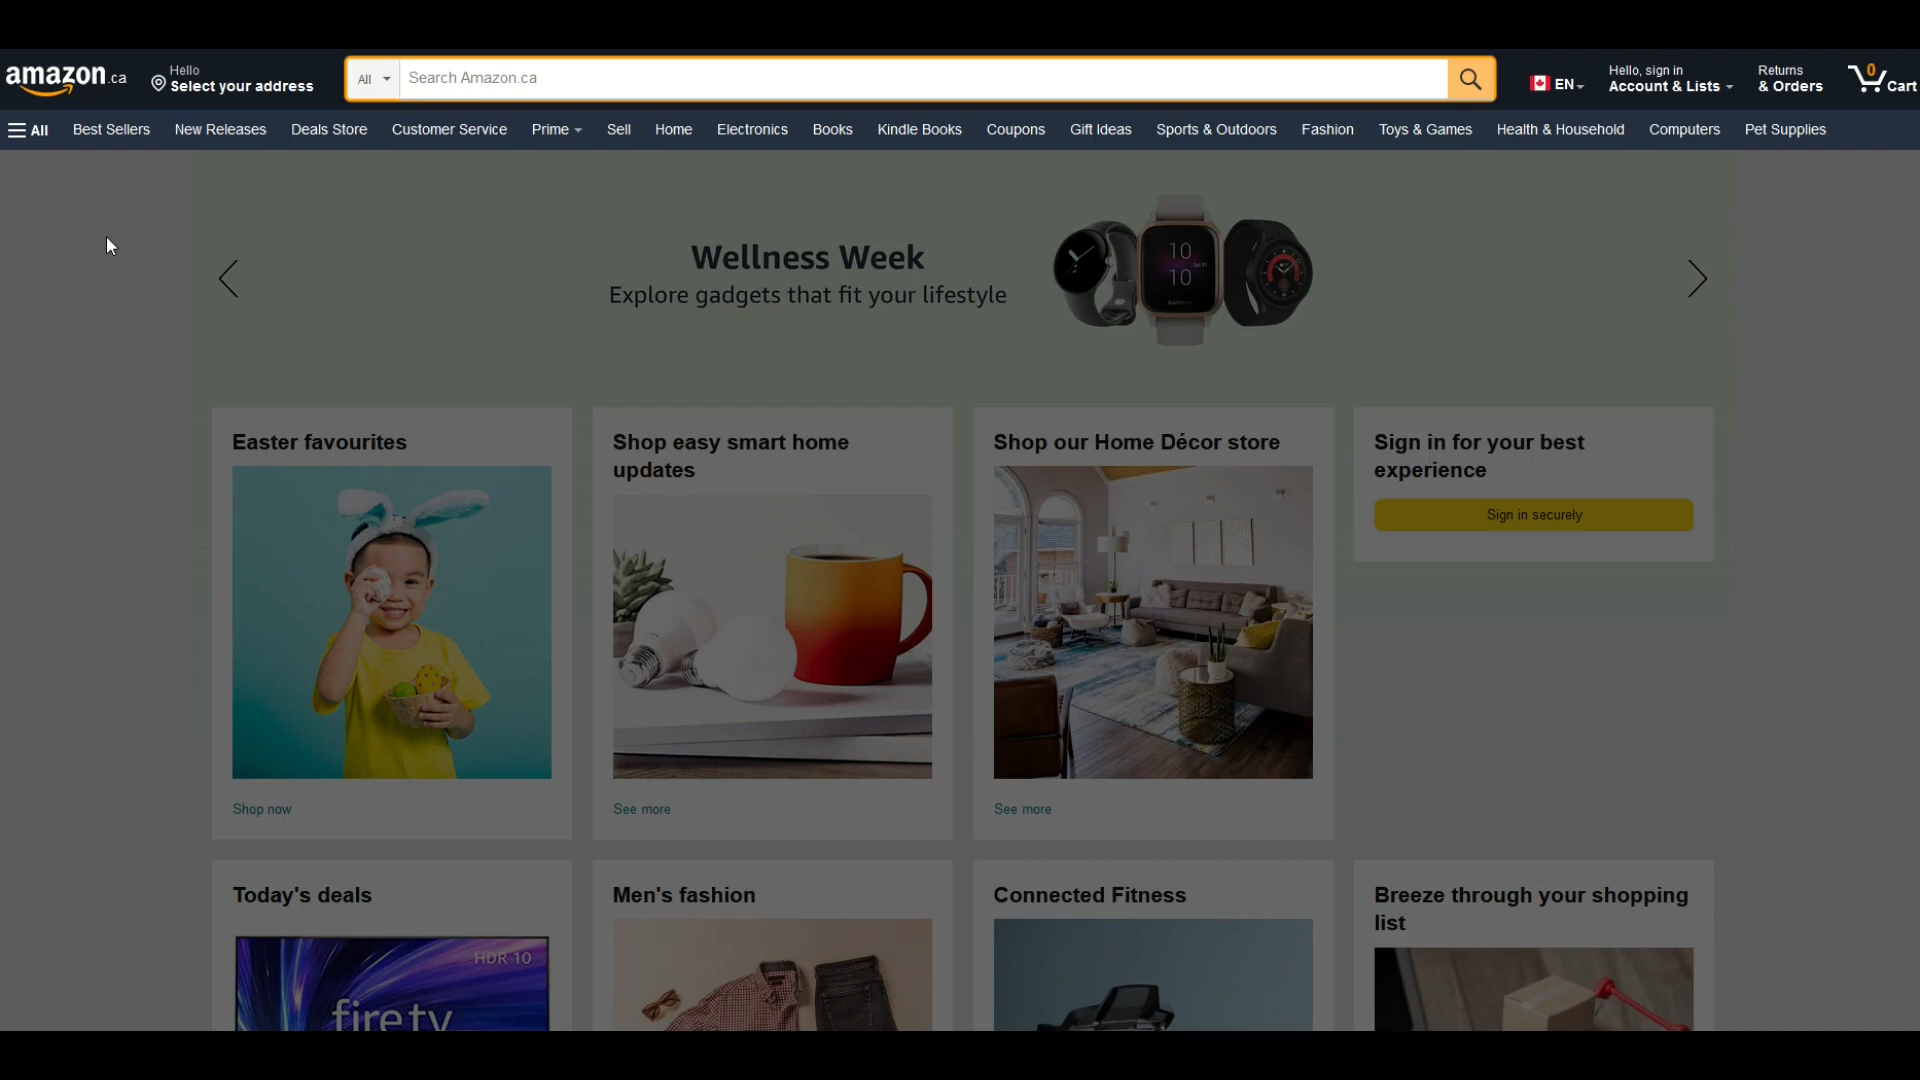 amazon.ca
Hello
Select your address
All
Search Amazon.ca
EN
Hello, sign in
Account & Lists
Returns
& Orders
0
Cart
All
Best Sellers
New Releases
Deals Store
Customer Service
Prime
Sell
Home
Electronics
Books
Kindle Books
Coupons
Gift Ideas
Sports & Outdoors
Fashion
Toys & Games
Health & Household
Computers
Pet Supplies
Wellness Week
Explore gadgets that fit your lifestyle
10
10
Easter favourites
Shop now
Shop easy smart home
updates
See more
Shop our Home Décor store
See more
Sign in for your best
experience
Sign in securely
Today's deals
HDR 10
fire tv
Men's fashion
Connected Fitness
Breeze through your shopping
list